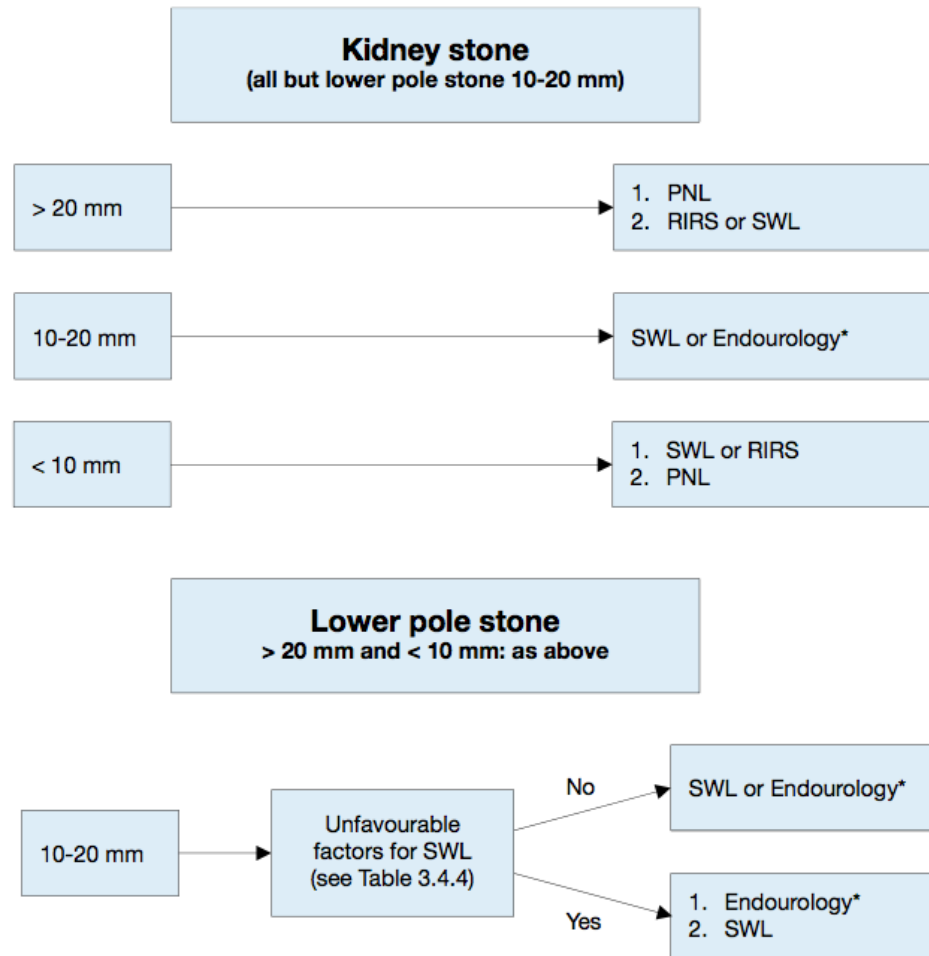 Kidney stone
(all but lower pole stone 10-20 mm)
> 20 mm
1. PNL
2. RIRS or SWL
10-20 mm
SWL or Endourology*
< 10 mm
1. SWL or RIRS
2. PNL
Lower pole stone
> 20 mm and < 10 mm: as above
10-20 mm
Unfavourable
factors for SWL
(see Table 3.4.4)
No
SWL or Endourology*
Yes
1. Endourology*
2. SWL